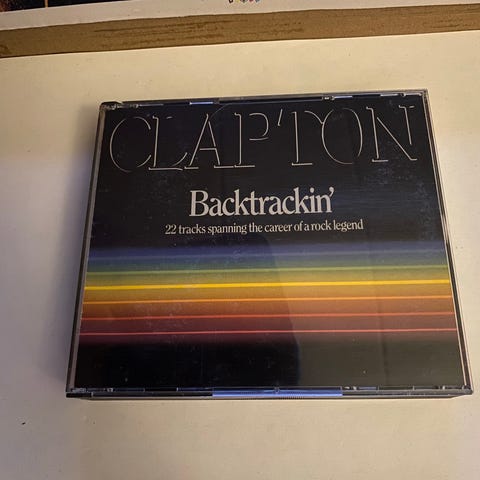 CLAPTON
Backtrackin'
22 tracks spanning the career of a rock legend